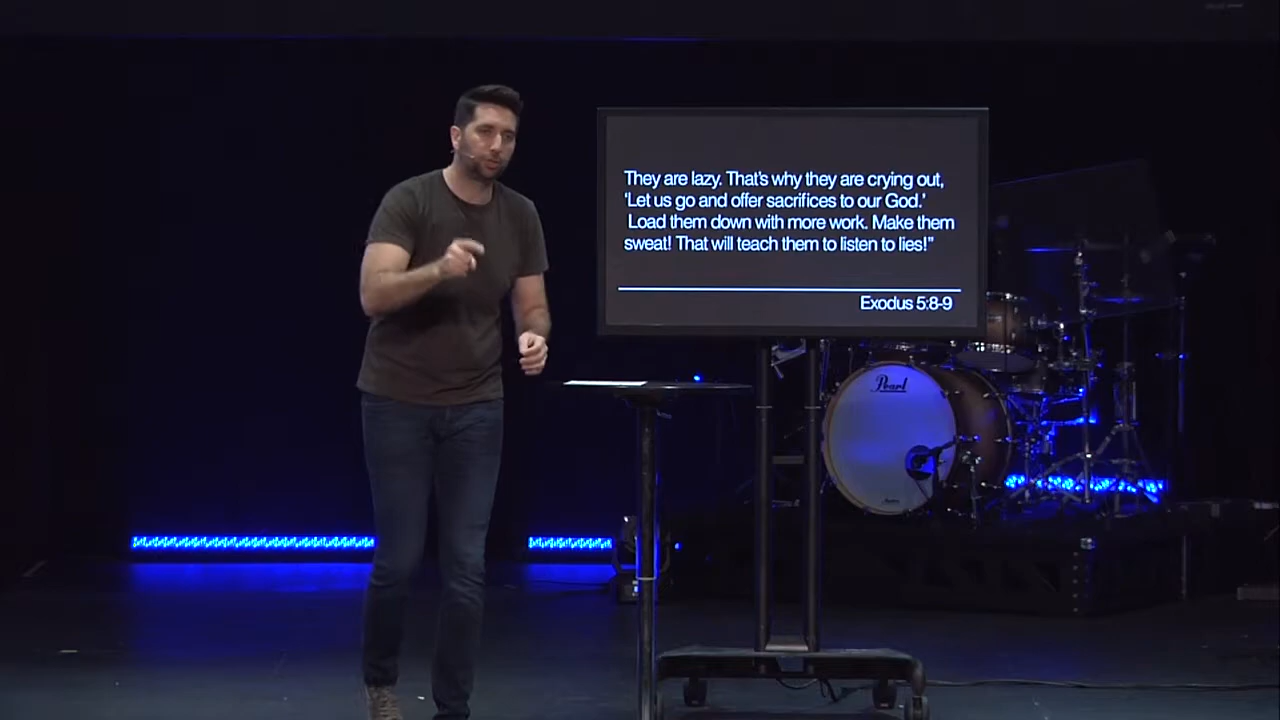 They are lazy. That's why they are crying out,
'Let us go and offer sacrifices to our God.'
Load them down with more work. Make them
sweat! That will teach them to listen to lies!”
Exodus 5:8-9
Pearl